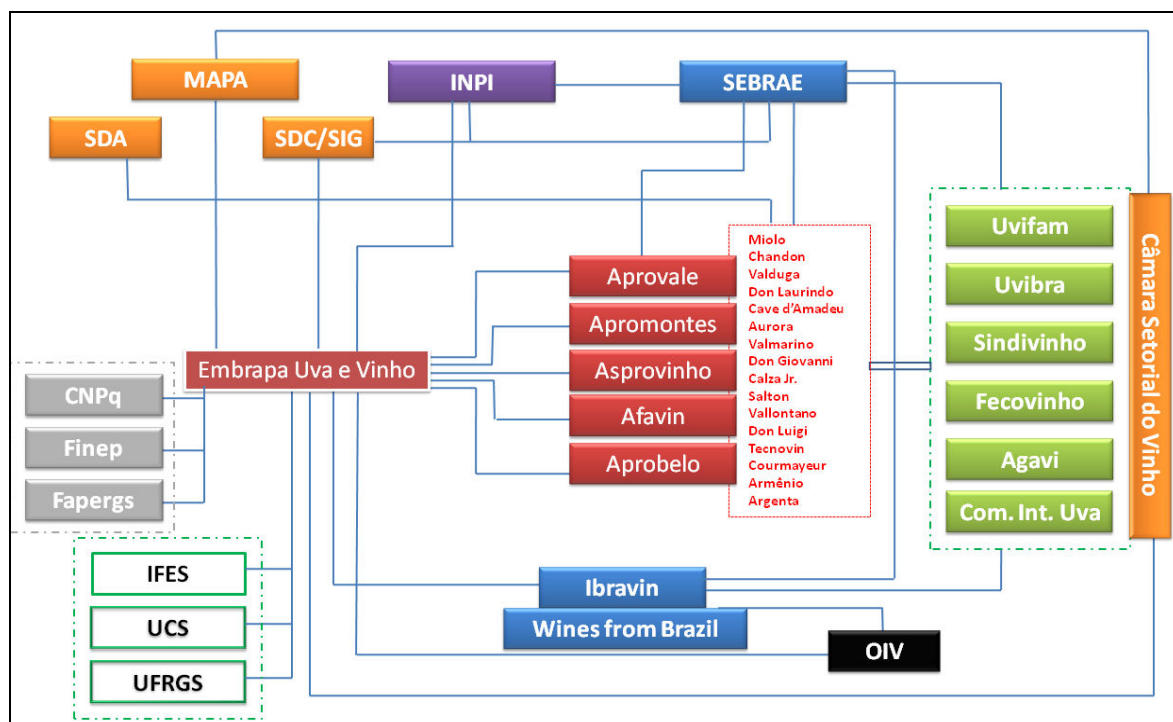 MAPA
INPI
SEBRAE
SDA
SDC/SIG
Miolo
Chandon
Valduga
Don Laurindo
Cave d'Amadeu
Aurora
Valmarino
Don Giovanni
Calza Jr.
Salton
Vallontano
Don Luigi
Tecnovin
Courmayeur
Armênio
Argenta
Aprovale
Apromontes
Asprovinho
Afavin
Aprobelo
Embrapa Uva e Vinho
Uvifam
Uvibra
Sindivinho
Fecovinho
Agavi
Com. Int. Uva
Câmara Setorial do Vinho
CNPq
Finep
Fapergs
IFES
UCS
UFRGS
Ibravin
Wines from Brazil
OIV